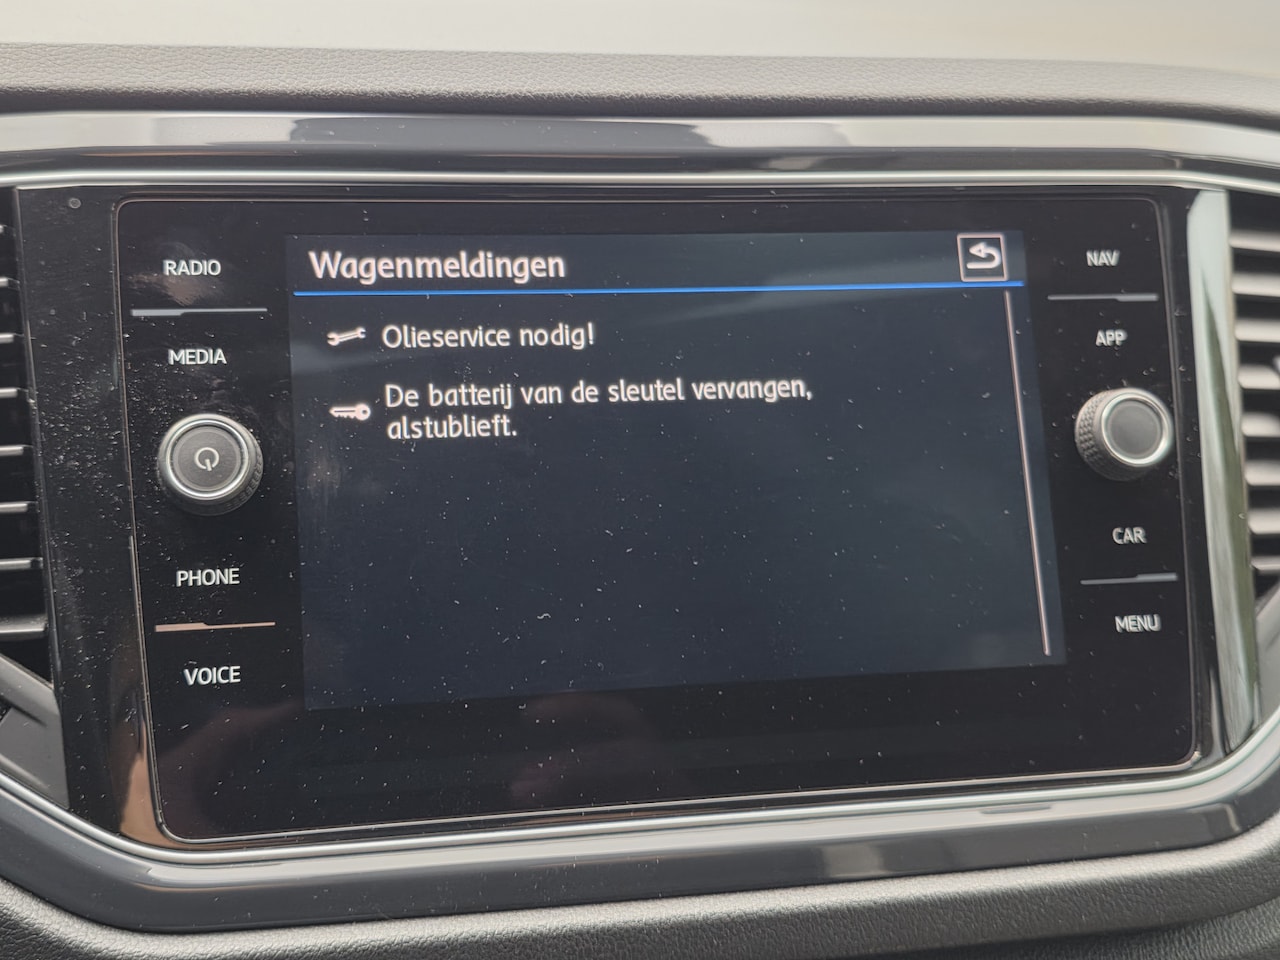 Wagenmeldingen
Olieservice nodig!
De batterij van de sleutel vervangen,
alstublieft.
RADIO
MEDIA
PHONE
VOICE
NAV
APP
CAR
MENU